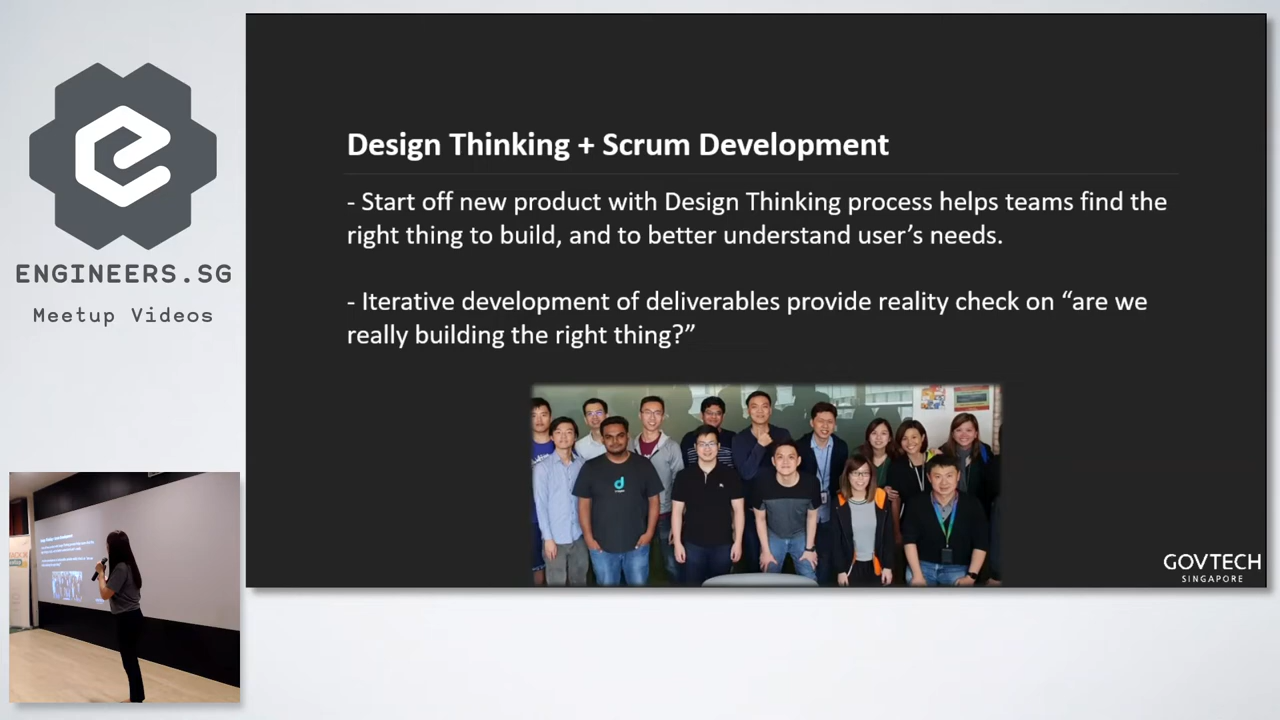 ENGINEERS.SG
Meetup Videos
Design Thinking + Scrum Development
- Start off new product with Design Thinking process helps teams find the
right thing to build, and to better understand user’s needs.
- Iterative development of deliverables provide reality check on “are we
really building the right thing?”
GOVTECH
SINGAPORE